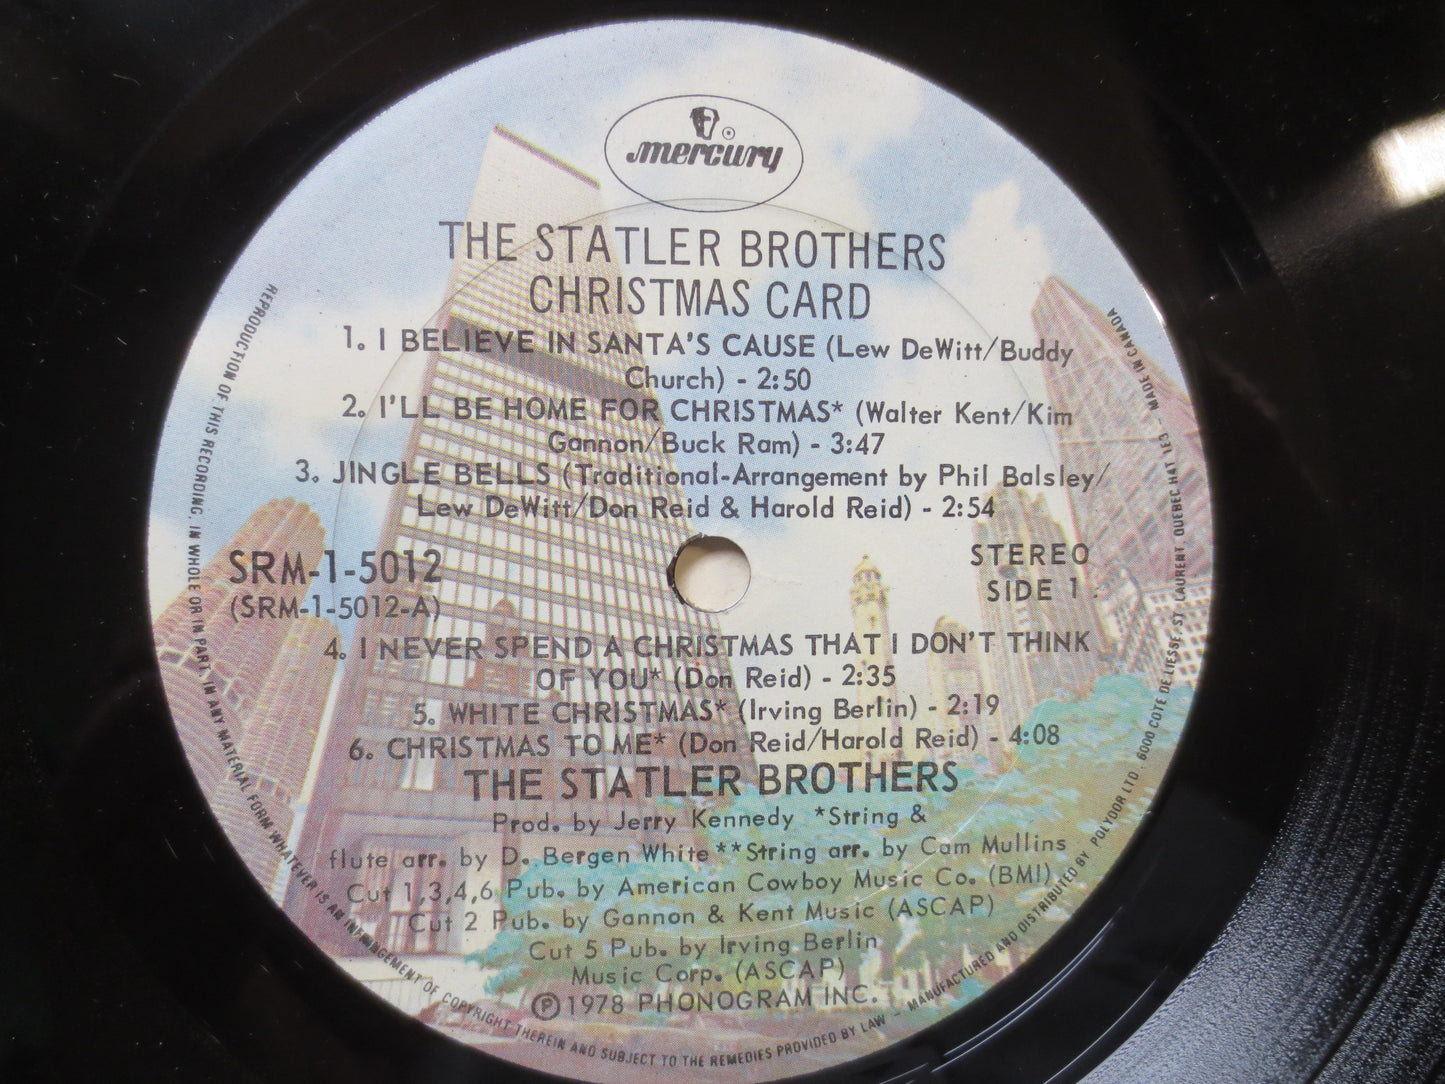 mercury
THE STATLER BROTHERS
CHRISTMAS CARD
1. I BELIEVE IN SANTA'S CAUSE (Lew DeWitt/Buddy
Church) - 2:50
2. I'LL BE HOME FOR CHRISTMAS* (Walter Kent/Kim
Gannon/Buck Ram) - 3:47
3. JINGLE BELLS (Traditional-Arrangement by Phil Balsley/
Lew DeWitt/Don Reid & Harold Reid) - 2:54
SRM-1-5012
(SRM-1-5012-A)
STEREO
SIDE 1
4. I NEVER SPEND A CHRISTMAS THAT I DON'T THINK
OF YOU* (Don Reid) - 2:35
5. WHITE CHRISTMAS* (Irving Berlin) - 2:19
6. CHRISTMAS TO ME* (Don Reid/Harold Reid) - 4:08
THE STATLER BROTHERS
Prod. by Jerry Kennedy *String &
flute arr. by D. Bergen White **String arr. by Cam Mullins
Cut 1,3,4,6 Pub. by American Cowboy Music Co. (BMI)
Cut 2 Pub. by Gannon & Kent Music (ASCAP)
Cut 5 Pub. by Irving Berlin
Music Corp. (ASCAP)
℗ 1978 PHONOGRAM INC.
REPRODUCTION OF THIS RECORDING, IN WHOLE OR IN PART, IN ANY MATERIAL FORM WHATEVER IS AN INFRINGEMENT OF COPYRIGHT THEREIN AND SUBJECT TO THE REMEDIES PROVIDED BY LAW - MANUFACTURED AND DISTRIBUTED BY POLYDOR LTD. 6000 COTE DE LIESSE, ST LAURENT, QUEBEC H4T 1E3 - MADE IN CANADA